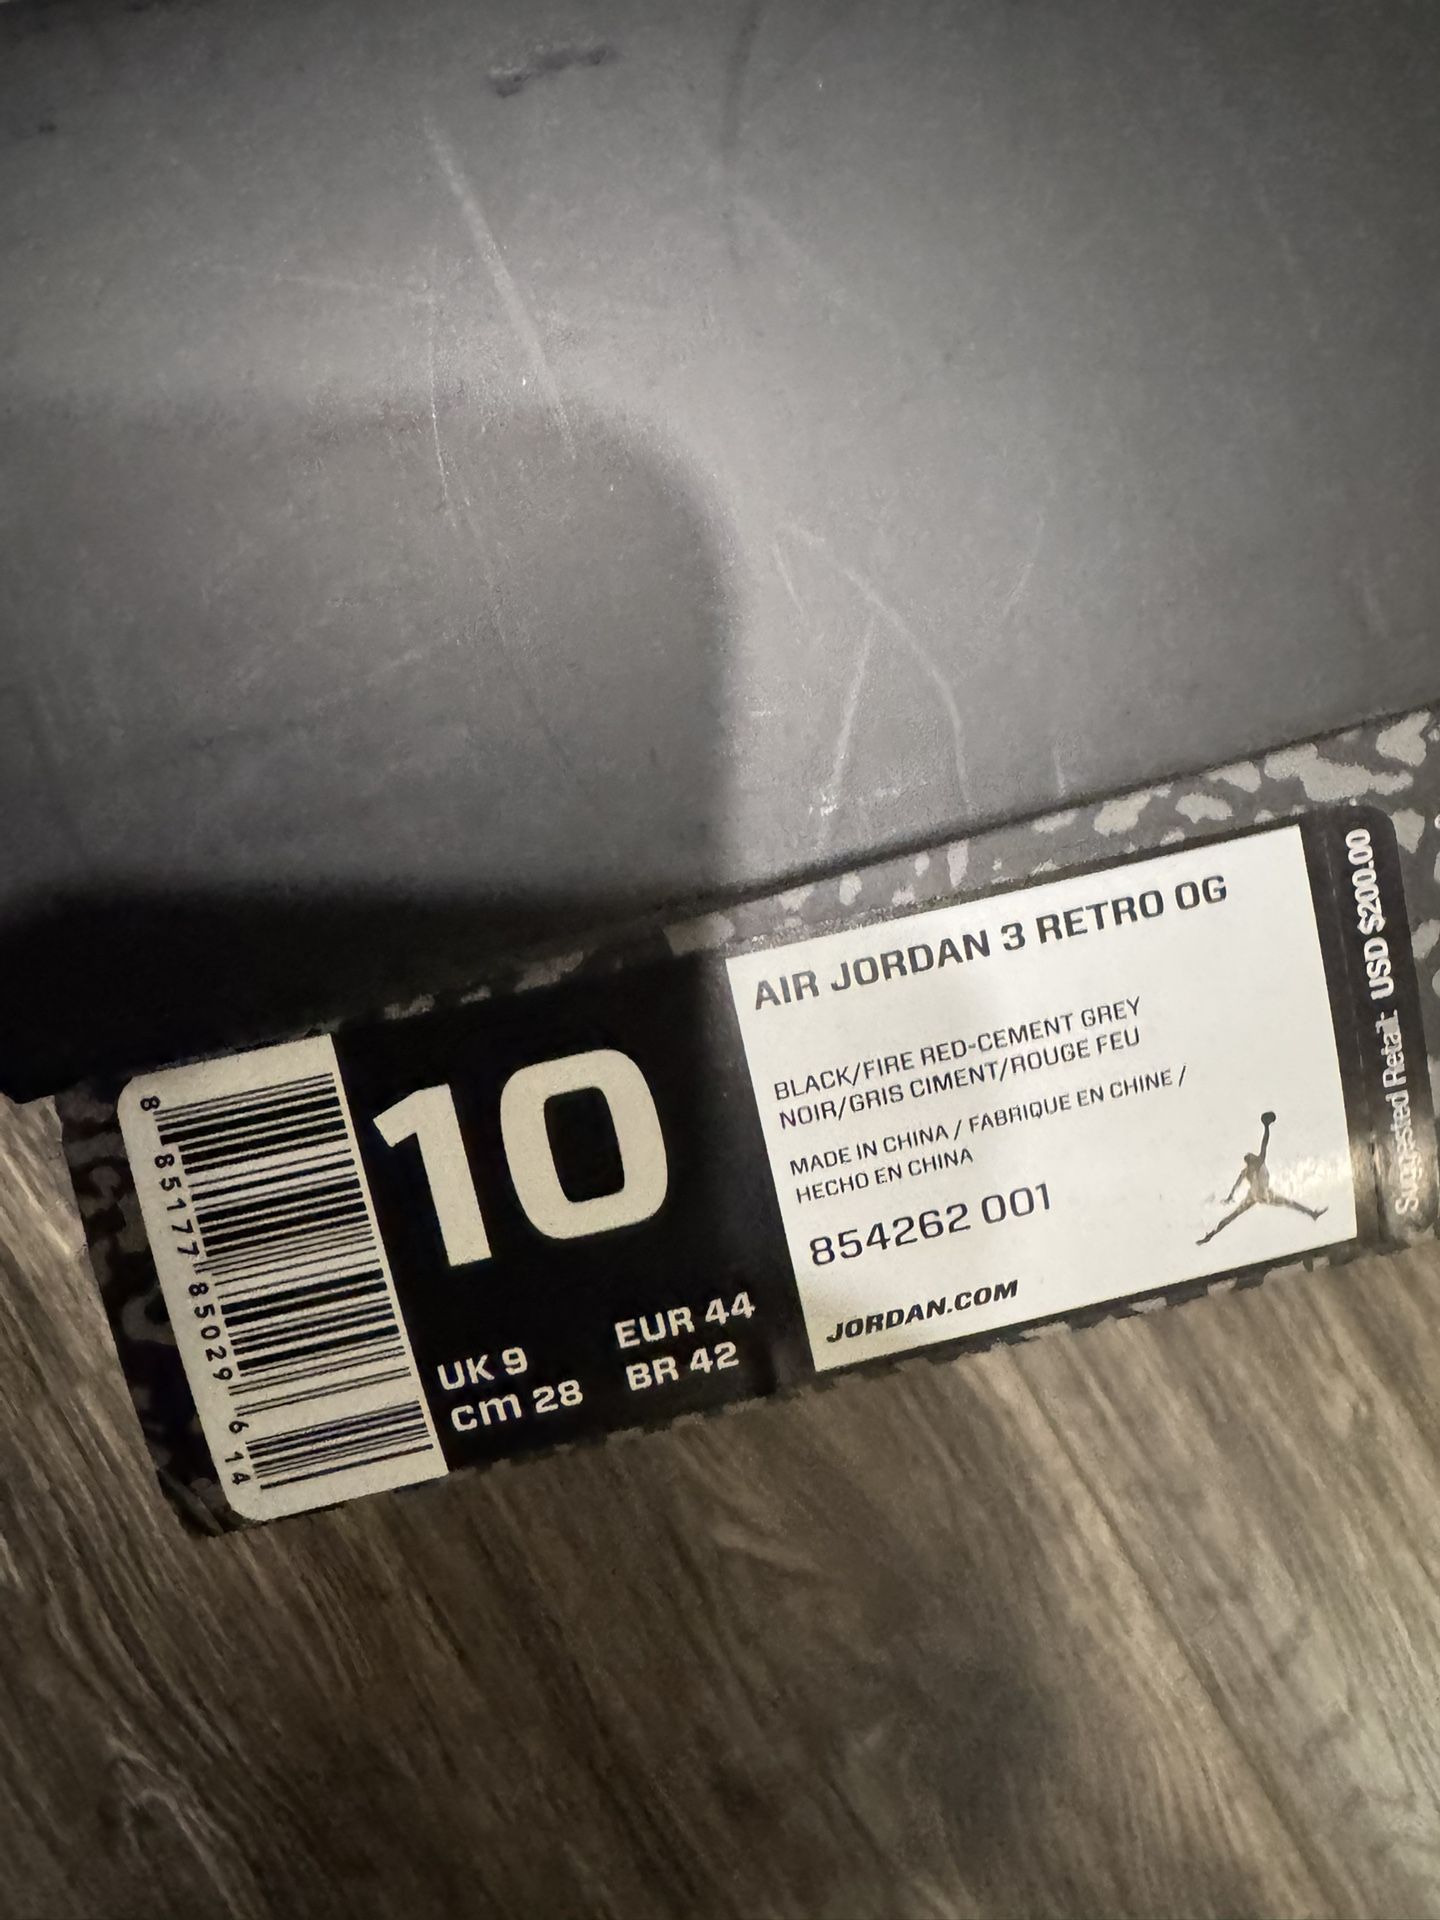 8 85177 85029 6 14
10
UK 9
cm 28
EUR 44
BR 42
AIR JORDAN 3 RETRO OG
BLACK/FIRE RED-CEMENT GREY
NOIR/GRIS CIMENT/ROUGE FEU
MADE IN CHINA / FABRIQUE EN CHINE /
HECHO EN CHINA
854262 001
JORDAN.COM
Suggested Retail: USD $200.00